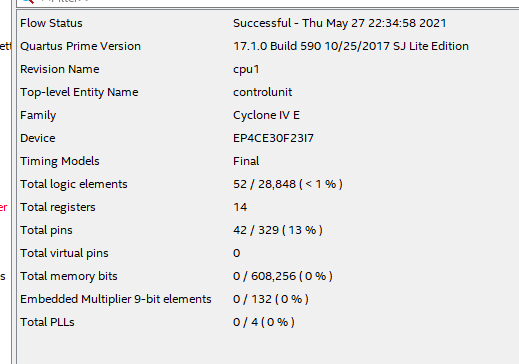 Flow Status Successful - Thu May 27 22:34:58 2021
Quartus Prime Version 17.1.0 Build 590 10/25/2017 SJ Lite Edition
Revision Name cpu1
Top-level Entity Name controlunit
Family Cyclone IV E
Device EP4CE30F23I7
Timing Models Final
Total logic elements 52 / 28,848 ( < 1 % )
Total registers 14
Total pins 42 / 329 ( 13 % )
Total virtual pins 0
Total memory bits 0 / 608,256 ( 0 % )
Embedded Multiplier 9-bit elements 0 / 132 ( 0 % )
Total PLLs 0 / 4 ( 0 % )